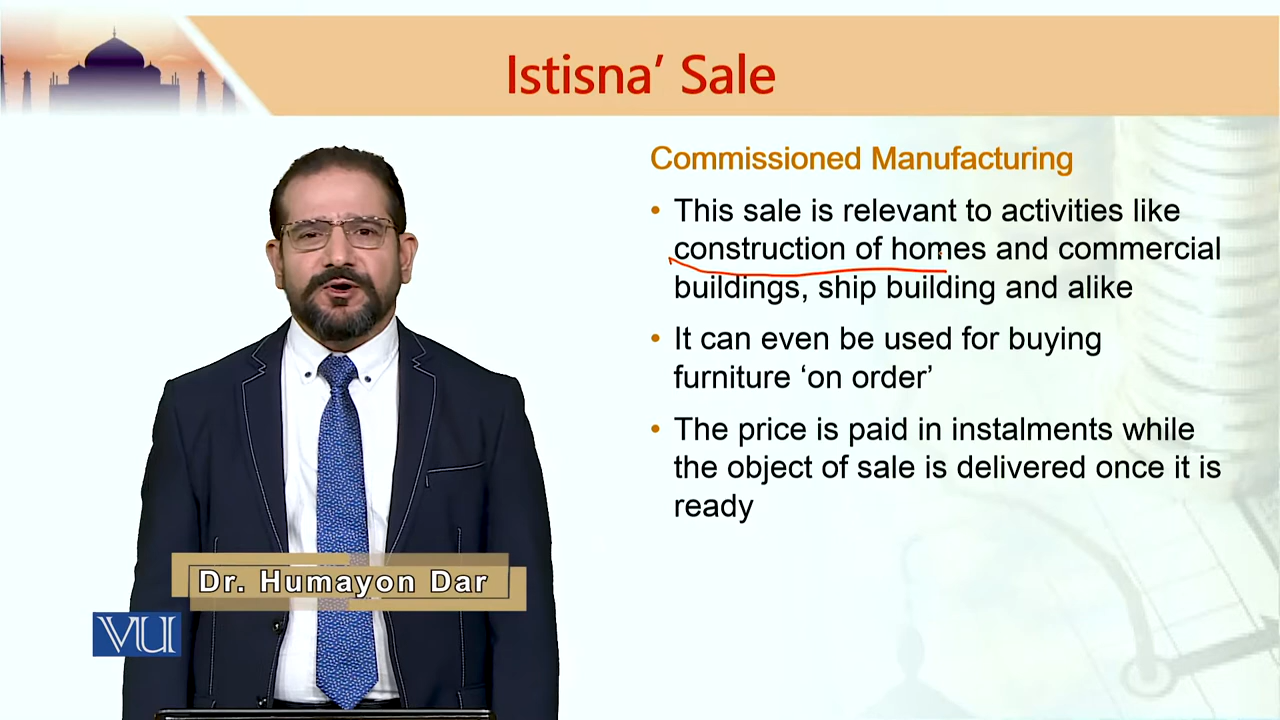 Istisna’ Sale
Commissioned Manufacturing
• This sale is relevant to activities like
construction of homes and commercial
buildings, ship building and alike
• It can even be used for buying
furniture ‘on order’
• The price is paid in instalments while
the object of sale is delivered once it is
ready
Dr. Humayon Dar
VU